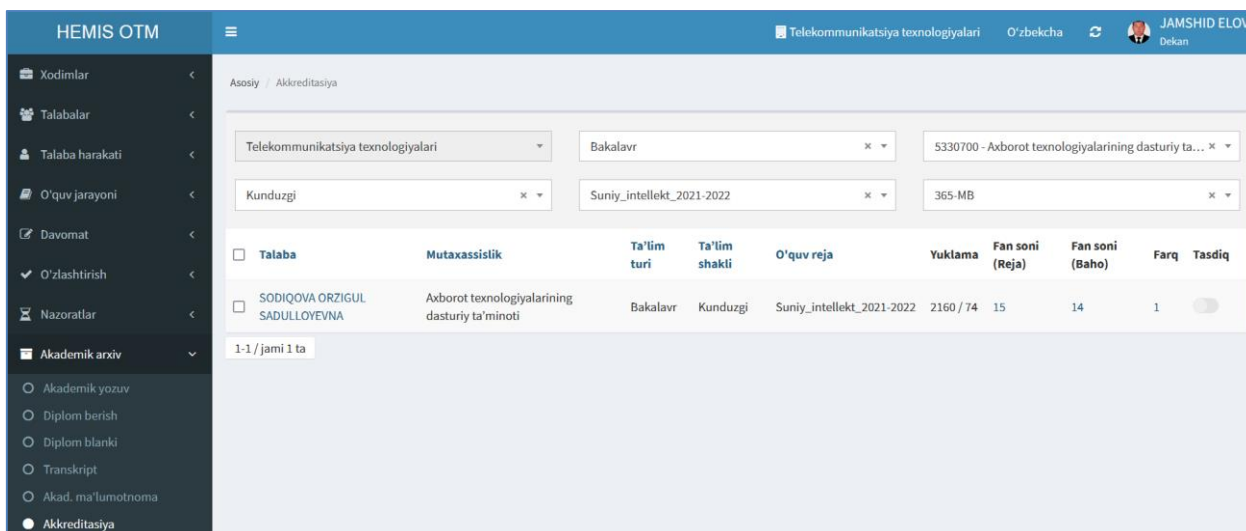 HEMIS OTM
Telekommunikatsiya texnologiyalari O'zbekcha JAMSHID ELOV
Dekan
Xodimlar
Talabalar
Talaba harakati
O'quv jarayoni
Davomat
O'zlashtirish
Nazoratlar
Akademik arxiv
Akademik yozuv
Diplom berish
Diplom blanki
Transkript
Akad. ma'lumotnoma
Akkreditasiya
Asosiy / Akkreditasiya
Telekommunikatsiya texnologiyalari Bakalavr 5330700 - Axborot texnologiyalarining dasturiy ta...
Kunduzgi Suniy_intellekt_2021-2022 365-MB
Talaba Mutaxassislik Ta'lim turi Ta'lim shakli O'quv reja Yuklama Fan soni (Reja) Fan soni (Baho) Farq Tasdiq
SODIQOVA ORZIGUL SADULLOYEVNA Axborot texnologiyalarining dasturiy ta'minoti Bakalavr Kunduzgi Suniy_intellekt_2021-2022 2160 / 74 15 14 1
1-1 / jami 1 ta